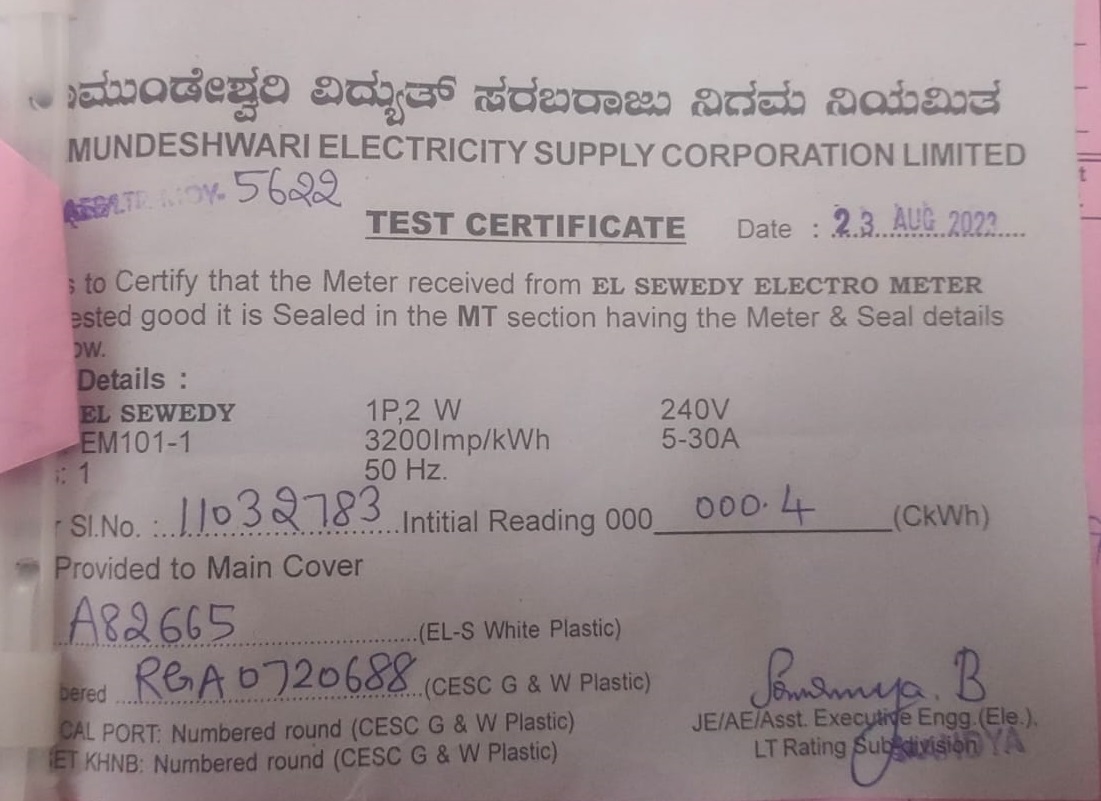 ಮುಂಡೇಶ್ವರಿ ವಿದ್ಯುತ್ ಸರಬರಾಜು ನಿಗಮ ನಿಯಮಿತ
MUNDESHWARI ELECTRICITY SUPPLY CORPORATION LIMITED
5622
TEST CERTIFICATE Date : 23 AUG 2023
to Certify that the Meter received from EL SEWEDY ELECTRO METER
ested good it is Sealed in the MT section having the Meter & Seal details
ow.
Details :
EL SEWEDY 1P,2 W 240V
EM101-1 3200Imp/kWh 5-30A
: 1 50 Hz.
Sl.No. : 11032783 Intitial Reading 000 000.4 (CkWh)
Provided to Main Cover
A82665 (EL-S White Plastic)
bered RGA0720688 (CESC G & W Plastic)
CAL PORT: Numbered round (CESC G & W Plastic)
ET KHNB: Numbered round (CESC G & W Plastic)
JE/AE/Asst. Executive Engg.(Ele.).
LT Rating Subdivision